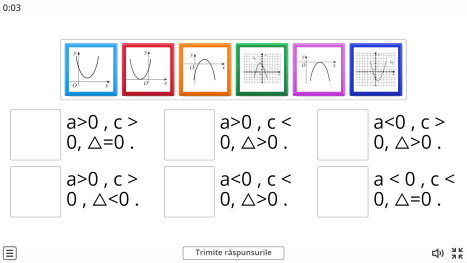 0:03
y y y y
O x O x O x
a>0 , c >
0, △=0 .
a>0 , c <
0, △>0 .
a<0 , c >
0, △>0 .
a>0 , c >
0 , △<0 .
a<0 , c <
0, △>0 .
a < 0 , c <
0, △=0 .
Trimite răspunsurile